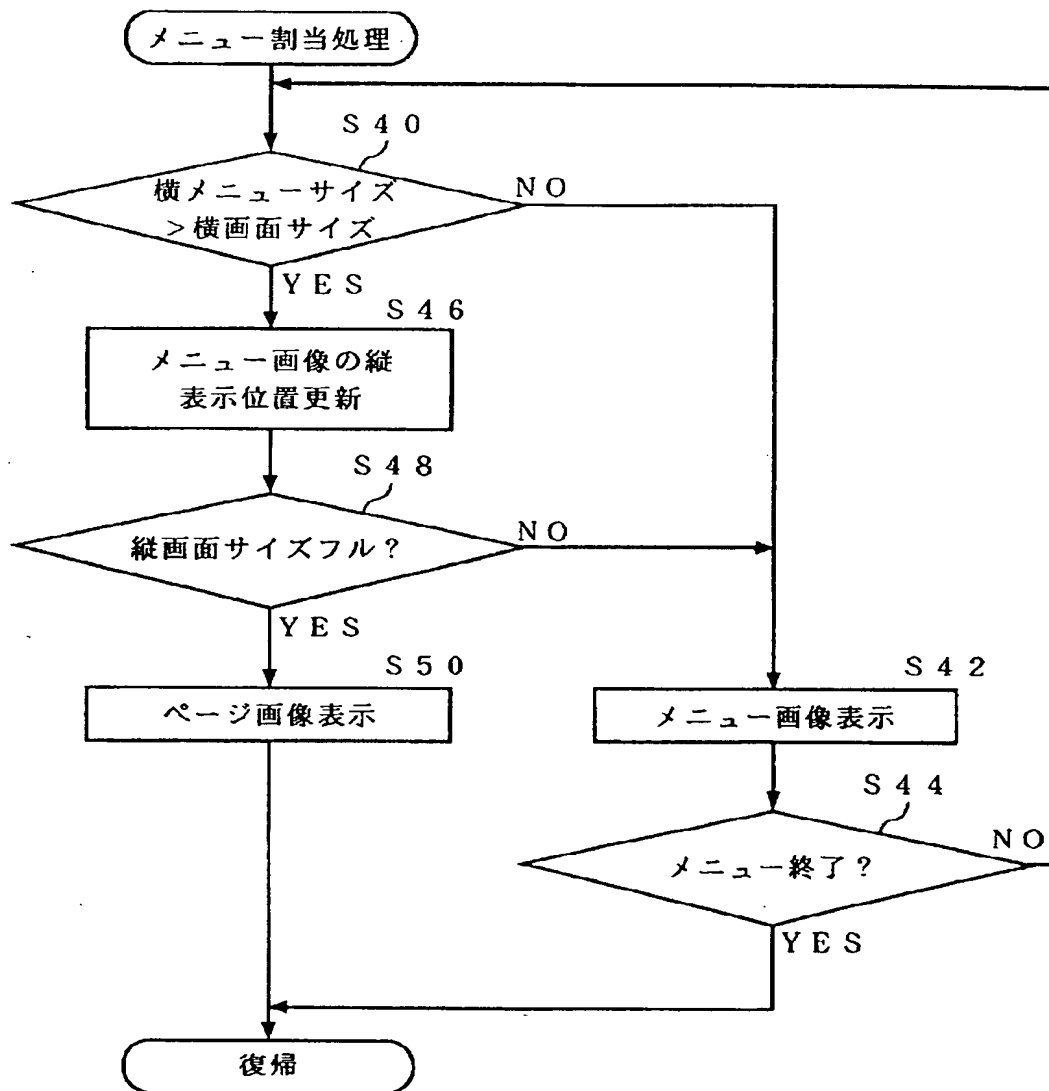 メニュー割当処理
S40
横メニューサイズ
>横画面サイズ
NO
YES
S46
メニュー画像の縦
表示位置更新
S48
縦画面サイズフル?
NO
YES
S50
ページ画像表示
S42
メニュー画像表示
S44
メニュー終了?
NO
YES
復帰